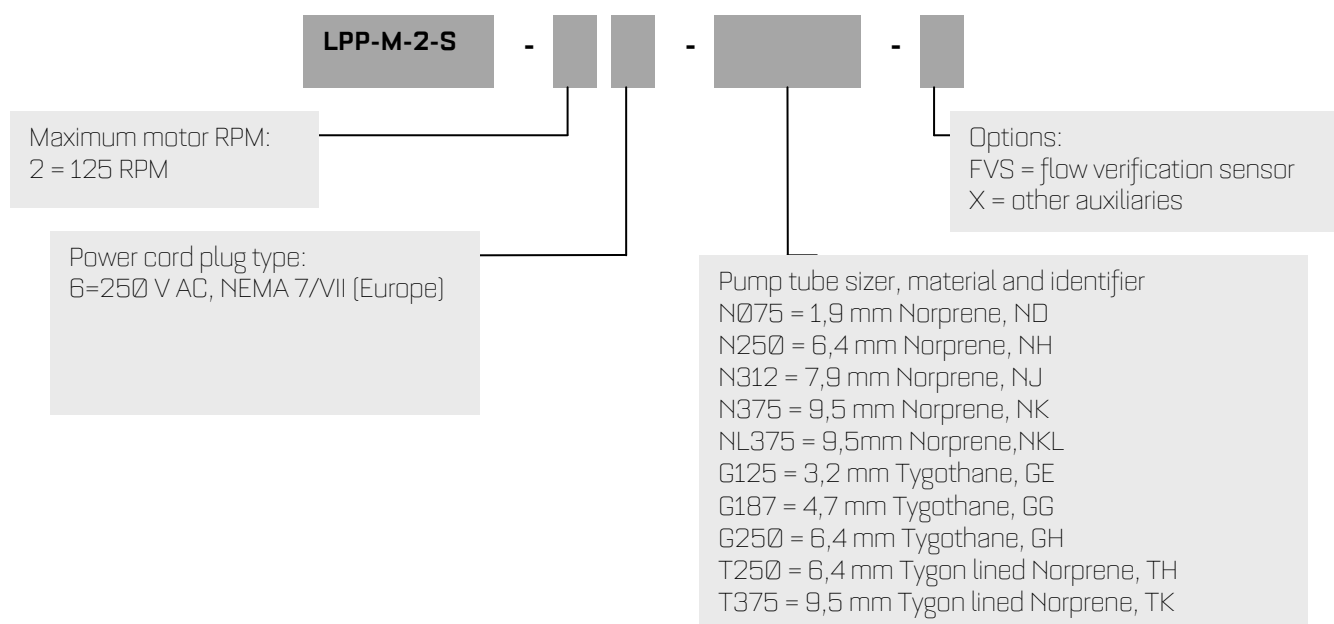 LPP-M-2-S - - -
Maximum motor RPM:
2 = 125 RPM
Power cord plug type:
6=250 V AC, NEMA 7/VII (Europe)
Options:
FVS = flow verification sensor
X = other auxiliaries
Pump tube sizer, material and identifier
N075 = 1,9 mm Norprene, ND
N250 = 6,4 mm Norprene, NH
N312 = 7,9 mm Norprene, NJ
N375 = 9,5 mm Norprene, NK
NL375 = 9,5mm Norprene,NKL
G125 = 3,2 mm Tygothane, GE
G187 = 4,7 mm Tygothane, GG
G250 = 6,4 mm Tygothane, GH
T250 = 6,4 mm Tygon lined Norprene, TH
T375 = 9,5 mm Tygon lined Norprene, TK